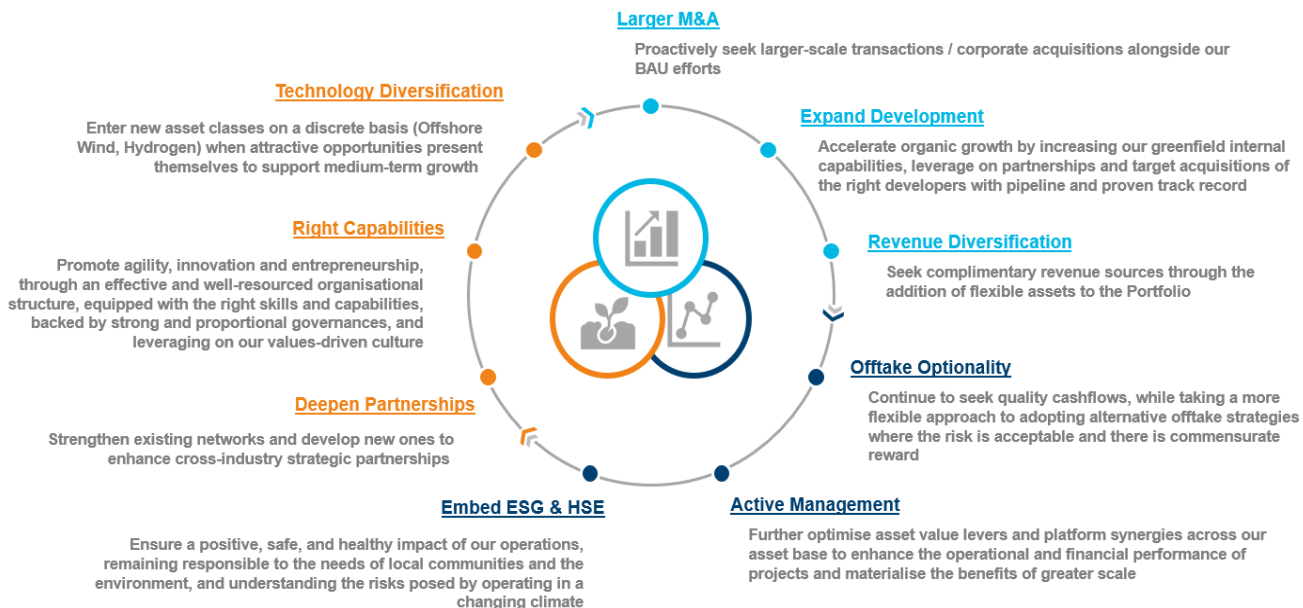 Larger M&A
Proactively seek larger-scale transactions / corporate acquisitions alongside our
BAU efforts
Expand Development
Accelerate organic growth by increasing our greenfield internal
capabilities, leverage on partnerships and target acquisitions of
the right developers with pipeline and proven track record
Revenue Diversification
Seek complimentary revenue sources through the
addition of flexible assets to the Portfolio
Offtake Optionality
Continue to seek quality cashflows, while taking a more
flexible approach to adopting alternative offtake strategies
where the risk is acceptable and there is commensurate
reward
Active Management
Further optimise asset value levers and platform synergies across our
asset base to enhance the operational and financial performance of
projects and materialise the benefits of greater scale
Embed ESG & HSE
Ensure a positive, safe, and healthy impact of our operations,
remaining responsible to the needs of local communities and the
environment, and understanding the risks posed by operating in a
changing climate
Deepen Partnerships
Strengthen existing networks and develop new ones to
enhance cross-industry strategic partnerships
Right Capabilities
Promote agility, innovation and entrepreneurship,
through an effective and well-resourced organisational
structure, equipped with the right skills and capabilities,
backed by strong and proportional governances, and
leveraging on our values-driven culture
Technology Diversification
Enter new asset classes on a discrete basis (Offshore
Wind, Hydrogen) when attractive opportunities present
themselves to support medium-term growth